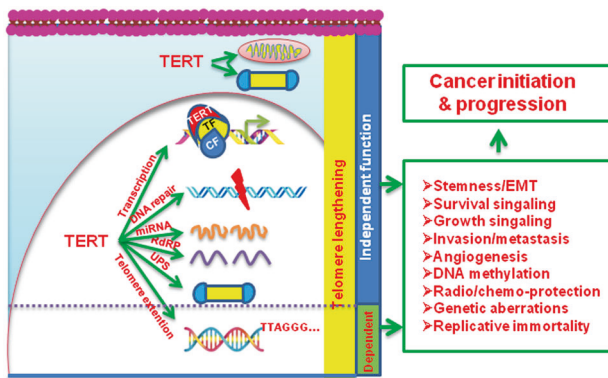 TERT
TERT
TF
CF
Transcription
DNA repair
miRNA
RdRP
UPS
Telomere extention
TERT
TTAGGG...
Telomere lengthening
Independent function
Dependent
Cancer initiation
& progression
➢Stemness/EMT
➢Survival singaling
➢Growth singaling
➢Invasion/metastasis
➢Angiogenesis
➢DNA methylation
➢Radio/chemo-protection
➢Genetic aberrations
➢Replicative immortality